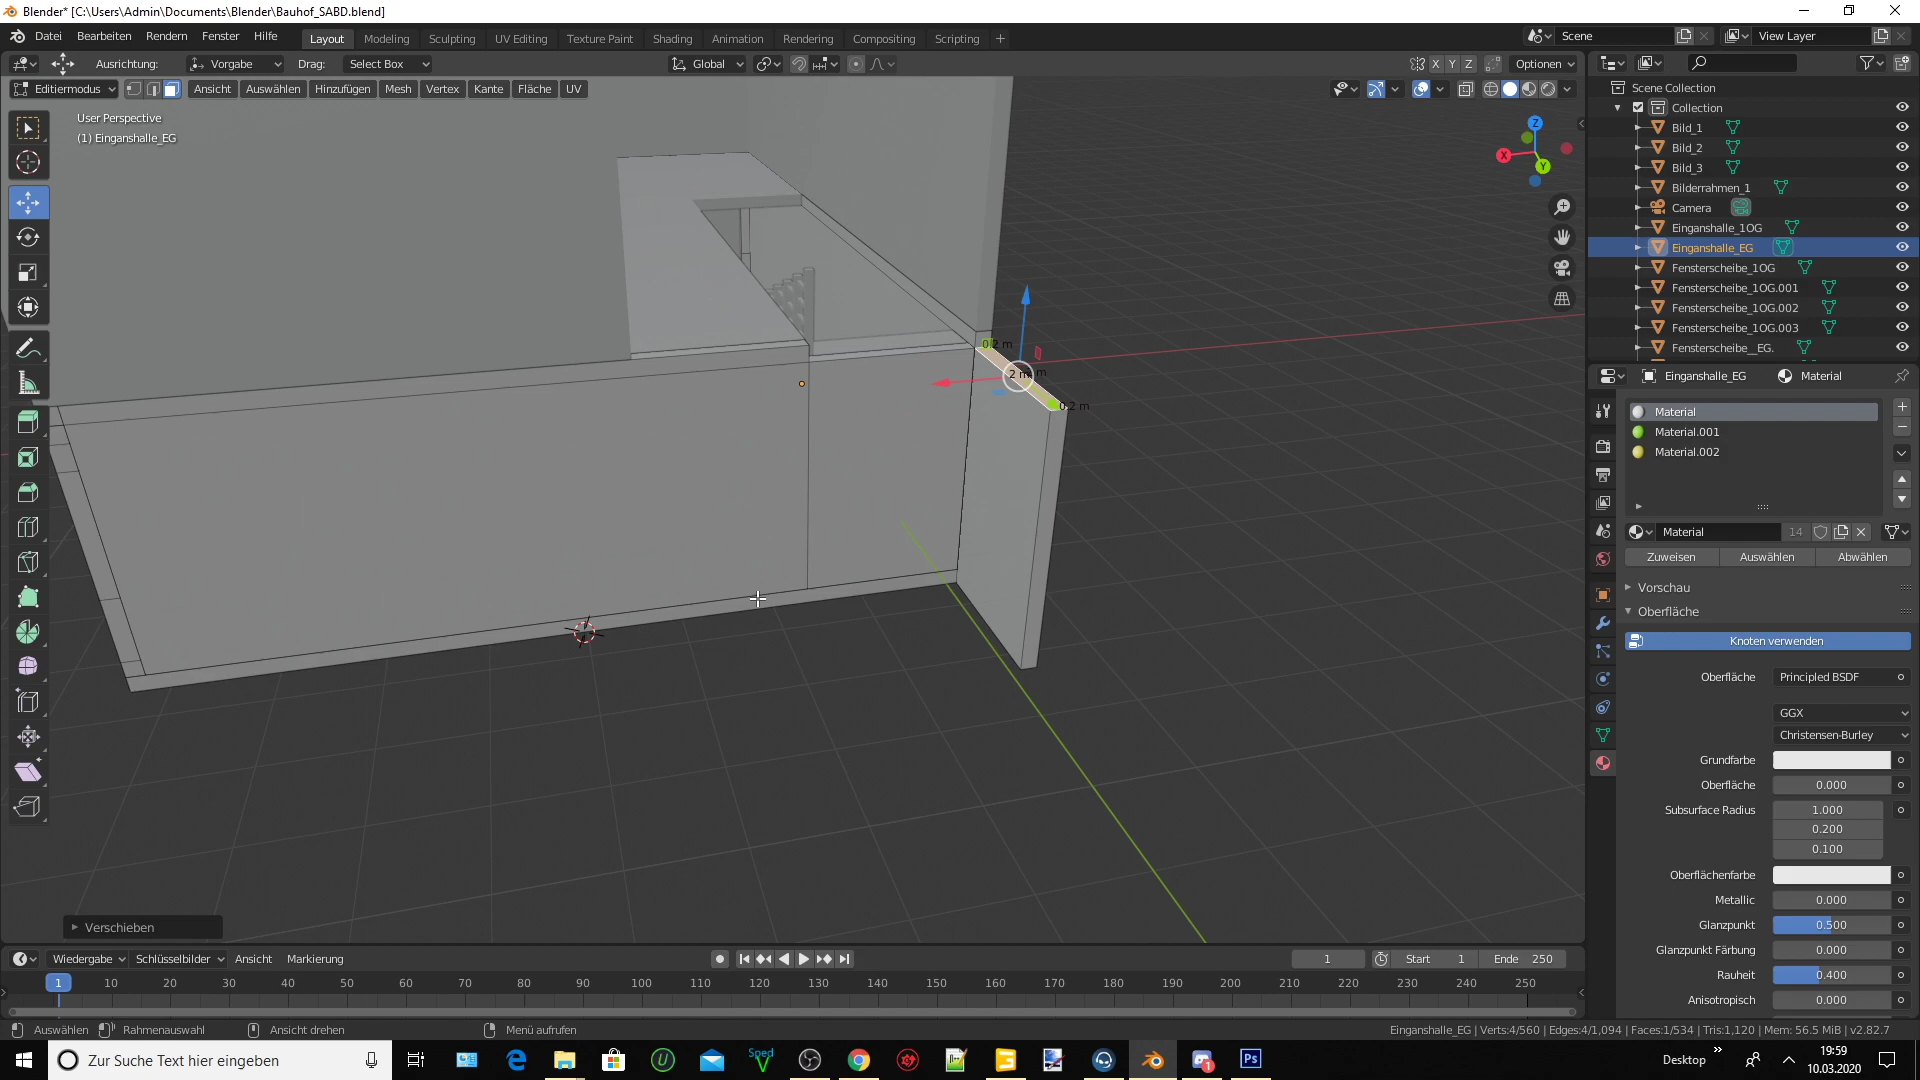 Blender* [C:\Users\Admin\Documents\Blender\Bauhof_SABD.blend]
Datei Bearbeiten Rendern Fenster Hilfe Layout Modeling Sculpting UV Editing Texture Paint Shading Animation Rendering Compositing Scripting + Scene View Layer
Ausrichtung: Vorgabe Drag: Select Box Global X Y Z Optionen
Editiermodus Ansicht Auswählen Hinzufügen Mesh Vertex Kante Fläche UV
User Perspective
(1) Einganshalle_EG
Z
X
Y
0.2 m
2 m
0.2 m
Verschieben
Scene Collection
Collection
Bild_1
Bild_2
Bild_3
Bilderrahmen_1
Camera
Einganshalle_1OG
Einganshalle_EG
Fensterscheibe_1OG
Fensterscheibe_1OG.001
Fensterscheibe_1OG.002
Fensterscheibe_1OG.003
Fensterscheibe__EG.
Einganshalle_EG Material
Material
Material.001
Material.002
Material 14
Zuweisen Auswählen Abwählen
Vorschau
Oberfläche
Knoten verwenden
Oberfläche Principled BSDF
GGX
Christensen-Burley
Grundfarbe
Oberfläche 0.000
Subsurface Radius 1.000
0.200
0.100
Oberflächenfarbe
Metallic 0.000
Glanzpunkt 0.500
Glanzpunkt Färbung 0.000
Rauheit 0.400
Anisotropisch 0.000
Wiedergabe Schlüsselbilder Ansicht Markierung 1 Start 1 Ende 250
1 10 20 30 40 50 60 70 80 90 100 110 120 130 140 150 160 170 180 190 200 210 220 230 240 250
Auswählen Rahmenauswahl Ansicht drehen Menü aufrufen Einganshalle_EG | Verts:4/560 | Edges:4/1,094 | Faces:1/534 | Tris:1,120 | Mem: 56.5 MiB | v2.82.7
Zur Suche Text hier eingeben Sped V 1 Ps Desktop 19:59
10.03.2020